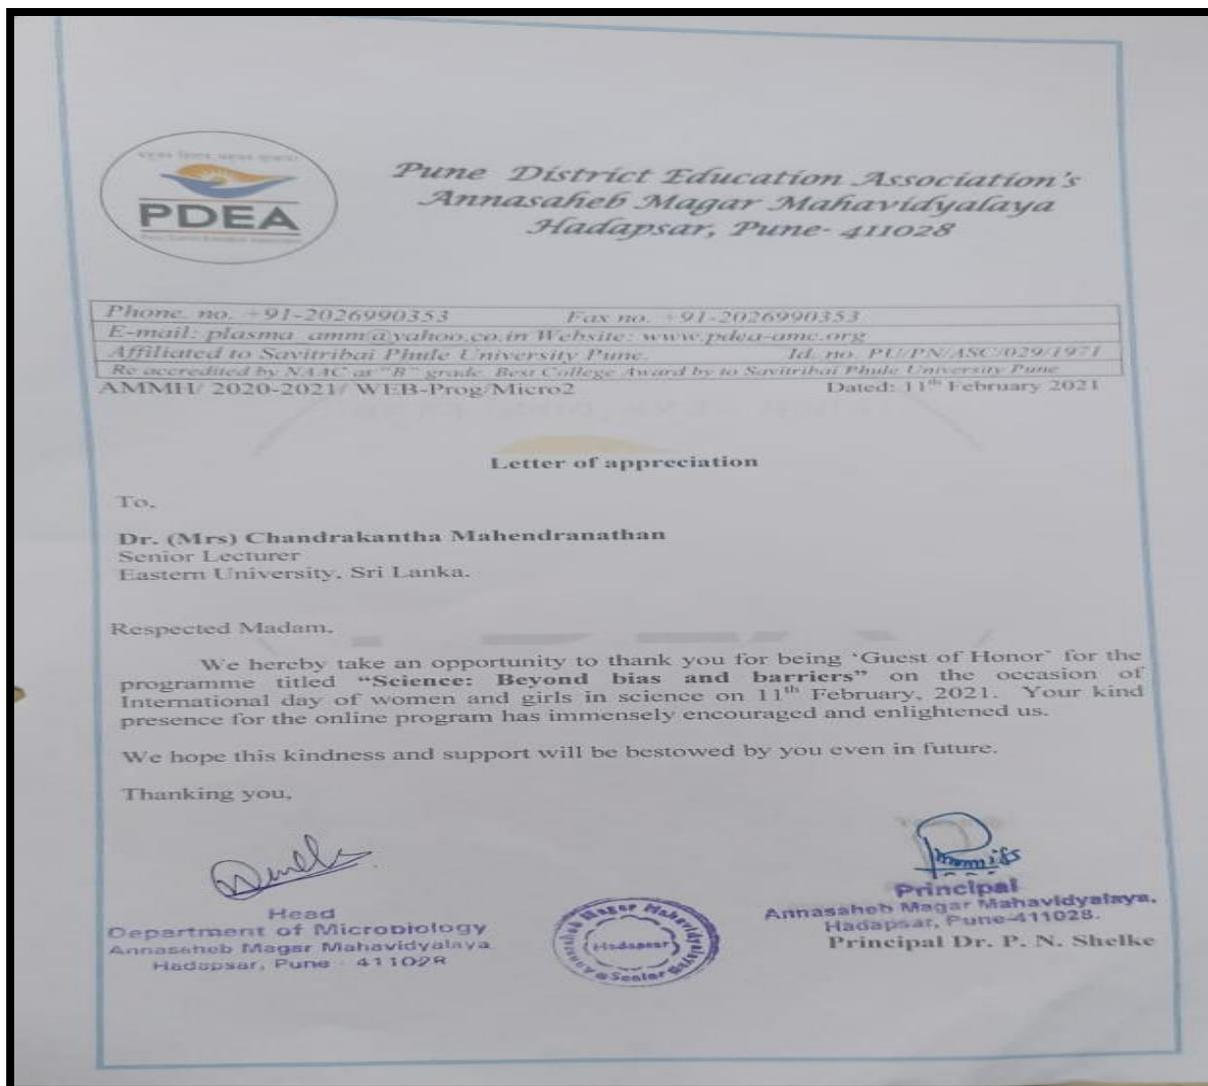 PDEA
Pune District Education Association's
Annasaheb Magar Mahavidyalaya
Hadapsar, Pune- 411028
Phone. no. +91-2026990353 Fax no. +91-2026990353
E-mail: plasma_amm@yahoo.co.in Website: www.pdea-amc.org
Affiliated to Savitribai Phule University Pune. Id. no. PU/PN/ASC/029/1971
Re accredited by NAAC at "B" grade. Best College Award by to Savitribai Phule University Pune
AMMH/ 2020-2021/ WEB-Prog/Micro2 Dated: 11th February 2021
Letter of appreciation
To,
Dr. (Mrs) Chandrakantha Mahendranathan
Senior Lecturer
Eastern University, Sri Lanka.
Respected Madam,
We hereby take an opportunity to thank you for being 'Guest of Honor' for the
programme titled "Science: Beyond bias and barriers" on the occasion of
International day of women and girls in science on 11th February, 2021. Your kind
presence for the online program has immensely encouraged and enlightened us.
We hope this kindness and support will be bestowed by you even in future.
Thanking you,
Head
Department of Microbiology
Annasaheb Magar Mahavidyalaya
Hadapsar, Pune - 411028
Annasaheb Magar Mahavidyalaya
Hadapsar
Senior
Principal
Annasaheb Magar Mahavidyalaya,
Hadapsar, Pune-411028.
Principal Dr. P. N. Shelke